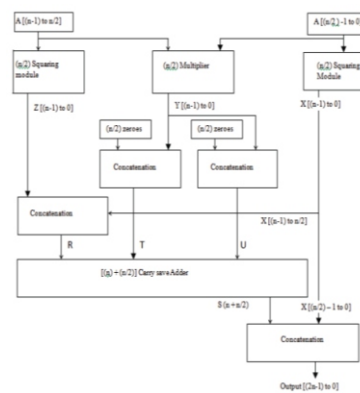 A [(n-1) to n/2]
A [(n/2) -1 to 0]
(n/2) Squaring
module
(n/2) Multiplier
(n/2) Squaring
Module
Z [(n-1) to 0]
Y [(n-1) to 0]
X [(n-1) to 0]
(n/2) zeroes
(n/2) zeroes
Concatenation
Concatenation
Concatenation
X [(n-1) to n/2]
R
T
U
[(n) + (n/2)] Carry save Adder
S (n + n/2)
X [(n/2) – 1 to 0]
Concatenation
Output [(2n-1) to 0]